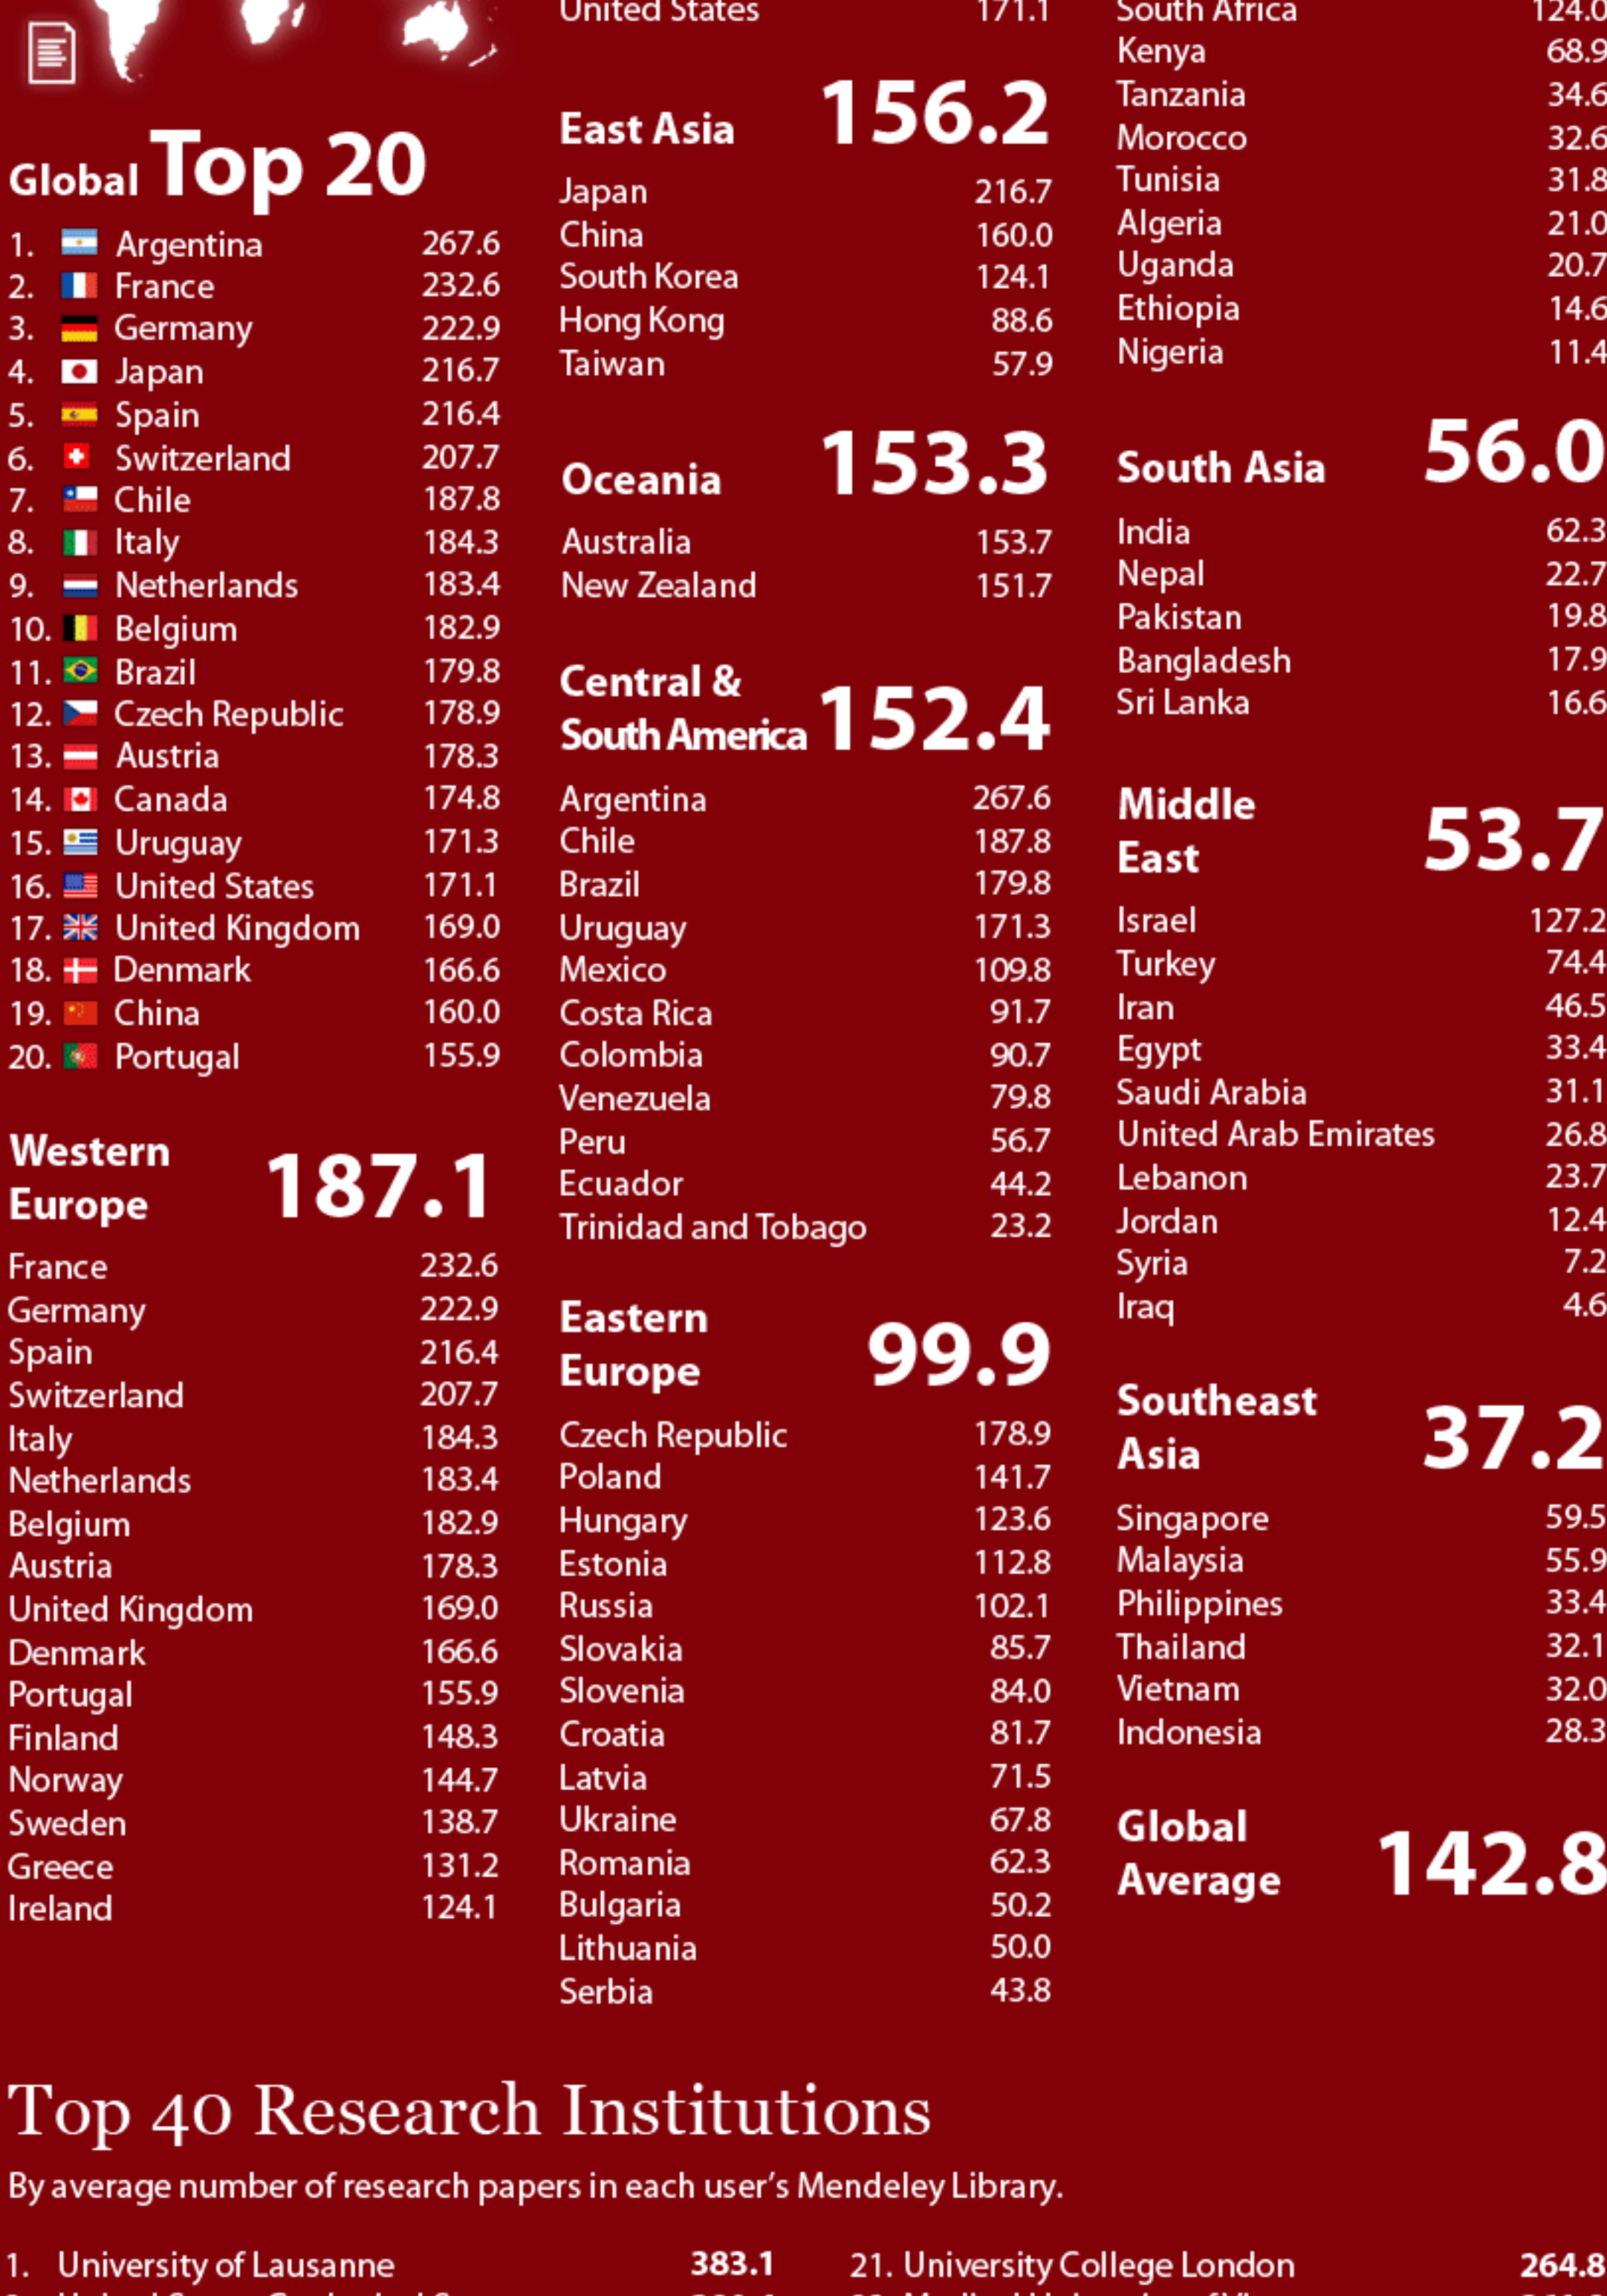 Global Top 20
1. Argentina 267.6
2. France 232.6
3. Germany 222.9
4. Japan 216.7
5. Spain 216.4
6. Switzerland 207.7
7. Chile 187.8
8. Italy 184.3
9. Netherlands 183.4
10. Belgium 182.9
11. Brazil 179.8
12. Czech Republic 178.9
13. Austria 178.3
14. Canada 174.8
15. Uruguay 171.3
16. United States 171.1
17. United Kingdom 169.0
18. Denmark 166.6
19. China 160.0
20. Portugal 155.9
Western
Europe 187.1
France 232.6
Germany 222.9
Spain 216.4
Switzerland 207.7
Italy 184.3
Netherlands 183.4
Belgium 182.9
Austria 178.3
United Kingdom 169.0
Denmark 166.6
Portugal 155.9
Finland 148.3
Norway 144.7
Sweden 138.7
Greece 131.2
Ireland 124.1
United States 171.1
East Asia 156.2
Japan 216.7
China 160.0
South Korea 124.1
Hong Kong 88.6
Taiwan 57.9
Oceania 153.3
Australia 153.7
New Zealand 151.7
Central &
South America 152.4
Argentina 267.6
Chile 187.8
Brazil 179.8
Uruguay 171.3
Mexico 109.8
Costa Rica 91.7
Colombia 90.7
Venezuela 79.8
Peru 56.7
Ecuador 44.2
Trinidad and Tobago 23.2
Eastern
Europe 99.9
Czech Republic 178.9
Poland 141.7
Hungary 123.6
Estonia 112.8
Russia 102.1
Slovakia 85.7
Slovenia 84.0
Croatia 81.7
Latvia 71.5
Ukraine 67.8
Romania 62.3
Bulgaria 50.2
Lithuania 50.0
Serbia 43.8
South Africa 124.0
Kenya 68.9
Tanzania 34.6
Morocco 32.6
Tunisia 31.8
Algeria 21.0
Uganda 20.7
Ethiopia 14.6
Nigeria 11.4
South Asia 56.0
India 62.3
Nepal 22.7
Pakistan 19.8
Bangladesh 17.9
Sri Lanka 16.6
Middle
East 53.7
Israel 127.2
Turkey 74.4
Iran 46.5
Egypt 33.4
Saudi Arabia 31.1
United Arab Emirates 26.8
Lebanon 23.7
Jordan 12.4
Syria 7.2
Iraq 4.6
Southeast
Asia 37.2
Singapore 59.5
Malaysia 55.9
Philippines 33.4
Thailand 32.1
Vietnam 32.0
Indonesia 28.3
Global
Average 142.8
Top 40 Research Institutions
By average number of research papers in each user's Mendeley Library.
1. University of Lausanne 383.1
21. University College London 264.8